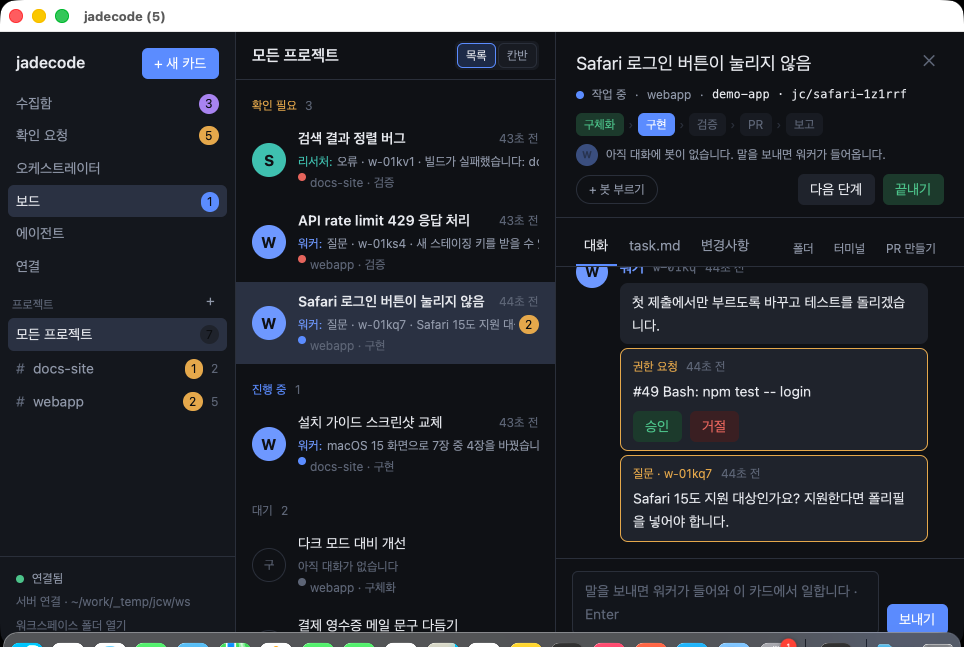 jadecode (5)
jadecode
+ 새 카드
수집함 3
확인 요청 5
오케스트레이터
보드 1
에이전트
연결
프로젝트 +
모든 프로젝트 7
# docs-site 1 2
# webapp 2 5
연결됨
서버 연결 · ~/work/_temp/jcw/ws
워크스페이스 폴더 열기
모든 프로젝트
목록 칸반
확인 필요 3
S
검색 결과 정렬 버그 43초 전
리서처: 오류 · w-01kv1 · 빌드가 실패했습니다:
docs-site · 검증
W
API rate limit 429 응답 처리 43초 전
워커: 질문 · w-01ks4 · 새 스테이징 키를 받을 수
webapp · 검증
W
Safari 로그인 버튼이 눌리지 않음 44초 전
워커: 질문 · w-01kq7 · Safari 15도 지원 대 2
webapp · 구현
진행 중 1
W
설치 가이드 스크린샷 교체 43초 전
워커: macOS 15 화면으로 7장 중 4장을 바꿨습니
docs-site · 구현
대기 2
구
다크 모드 대비 개선
아직 대화가 없습니다
webapp · 구체화
결제 영수증 메일 문구 다듬기
Safari 로그인 버튼이 눌리지 않음
작업 중 · webapp · demo-app · jc/safari-1z1rrf
구체화 › 구현 › 검증 › PR › 보고
W 아직 대화에 봇이 없습니다. 말을 보내면 워커가 들어옵니다.
+ 봇 부르기
다음 단계 끝내기
대화 task.md 변경사항 폴더 터미널 PR 만들기
W
워커 w-01kq 44초 전
첫 제출에서만 부르도록 바꾸고 테스트를 돌리겠습
니다.
권한 요청 44초 전
#49 Bash: npm test -- login
승인 거절
질문 · w-01kq7 44초 전
Safari 15도 지원 대상인가요? 지원한다면 폴리필
을 넣어야 합니다.
말을 보내면 워커가 들어와 이 카드에서 일합니다 ·
Enter
보내기
1